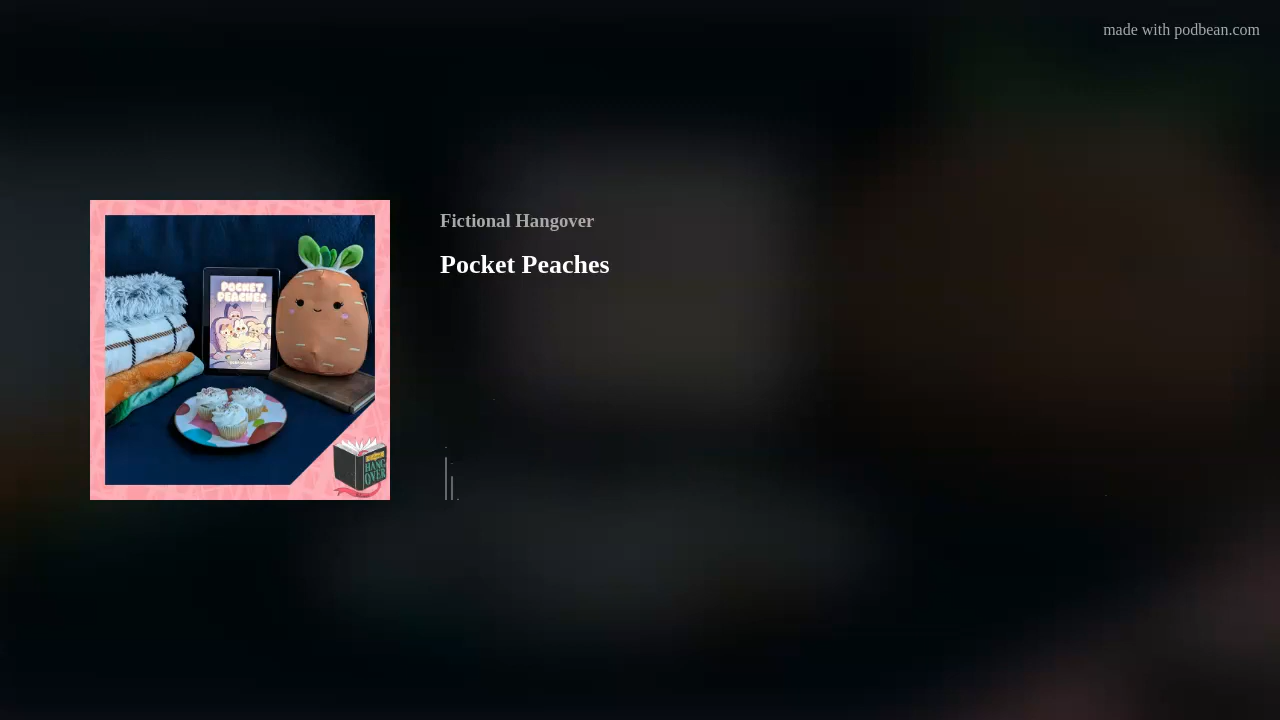 made with podbean.com
Fictional Hangover
Pocket Peaches
POCKET
PEACHES
HANG
OVER